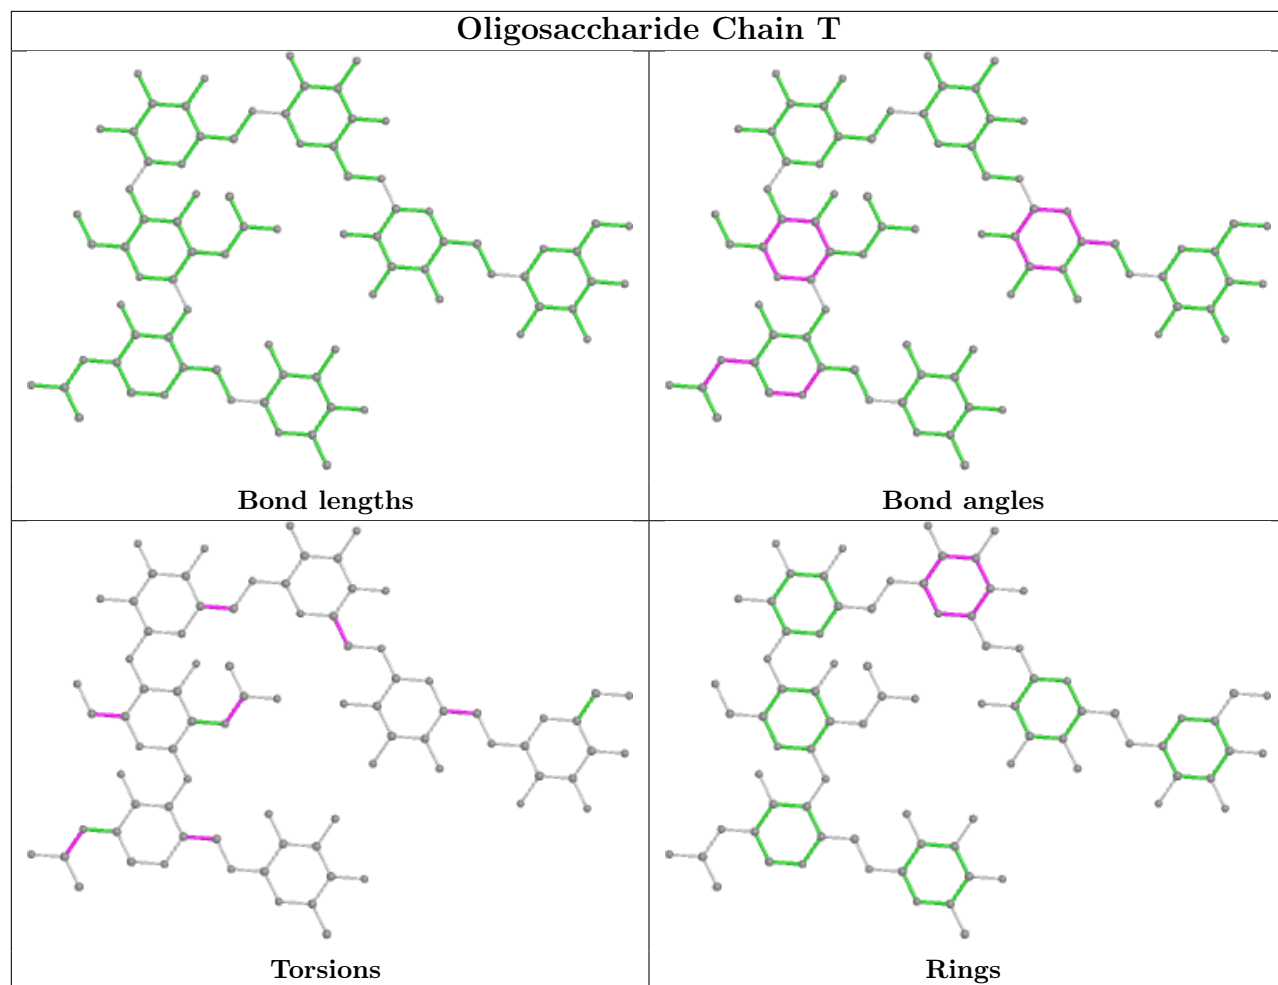 Oligosaccharide Chain T
Bond lengths
Bond angles
Torsions
Rings